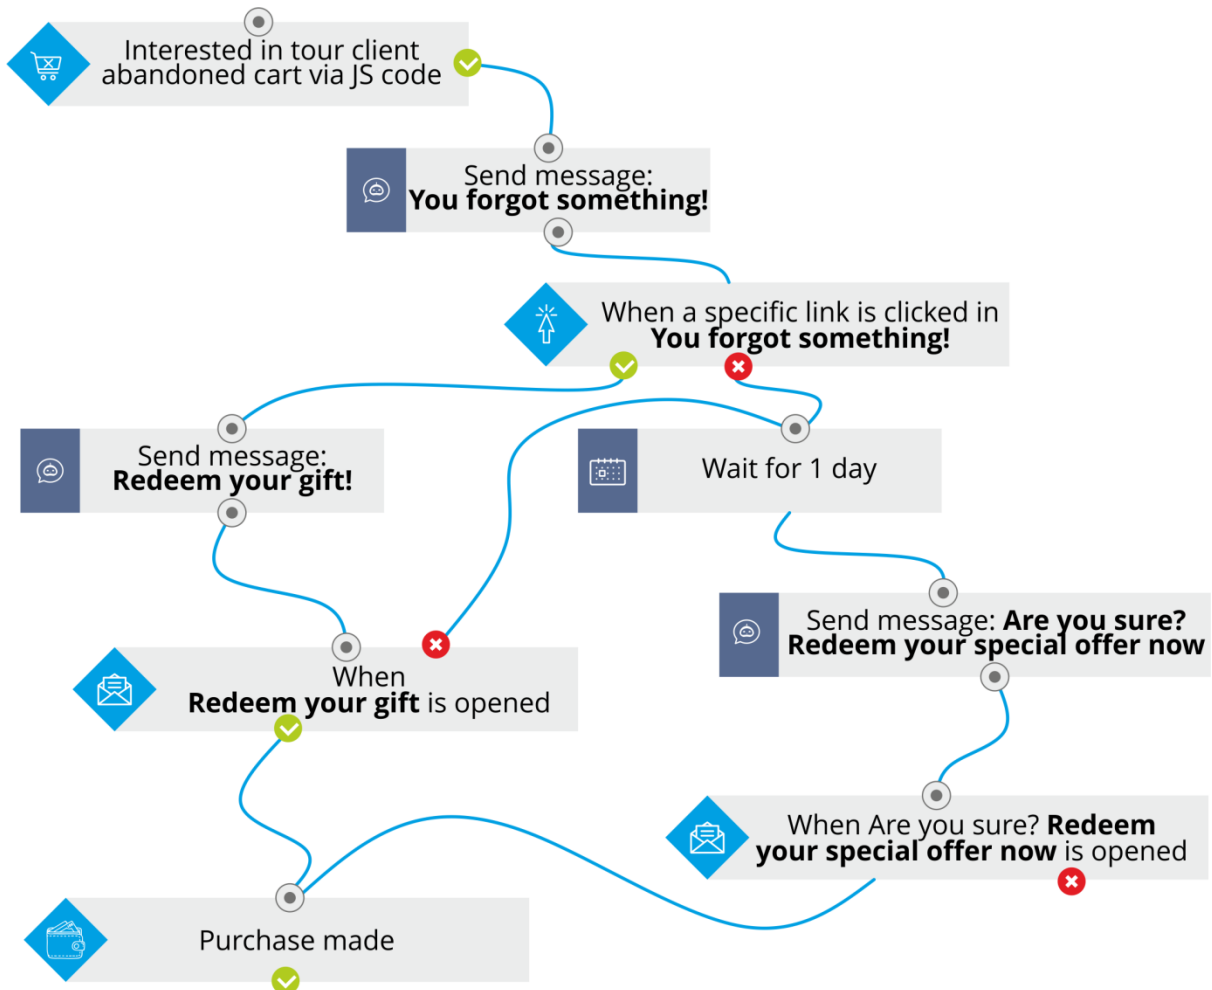 Interested in tour client
abandoned cart via JS code
Send message:
You forgot something!
When a specific link is clicked in
You forgot something!
Send message:
Redeem your gift!
Wait for 1 day
Send message: Are you sure?
Redeem your special offer now
When
Redeem your gift is opened
When Are you sure? Redeem
your special offer now is opened
Purchase made